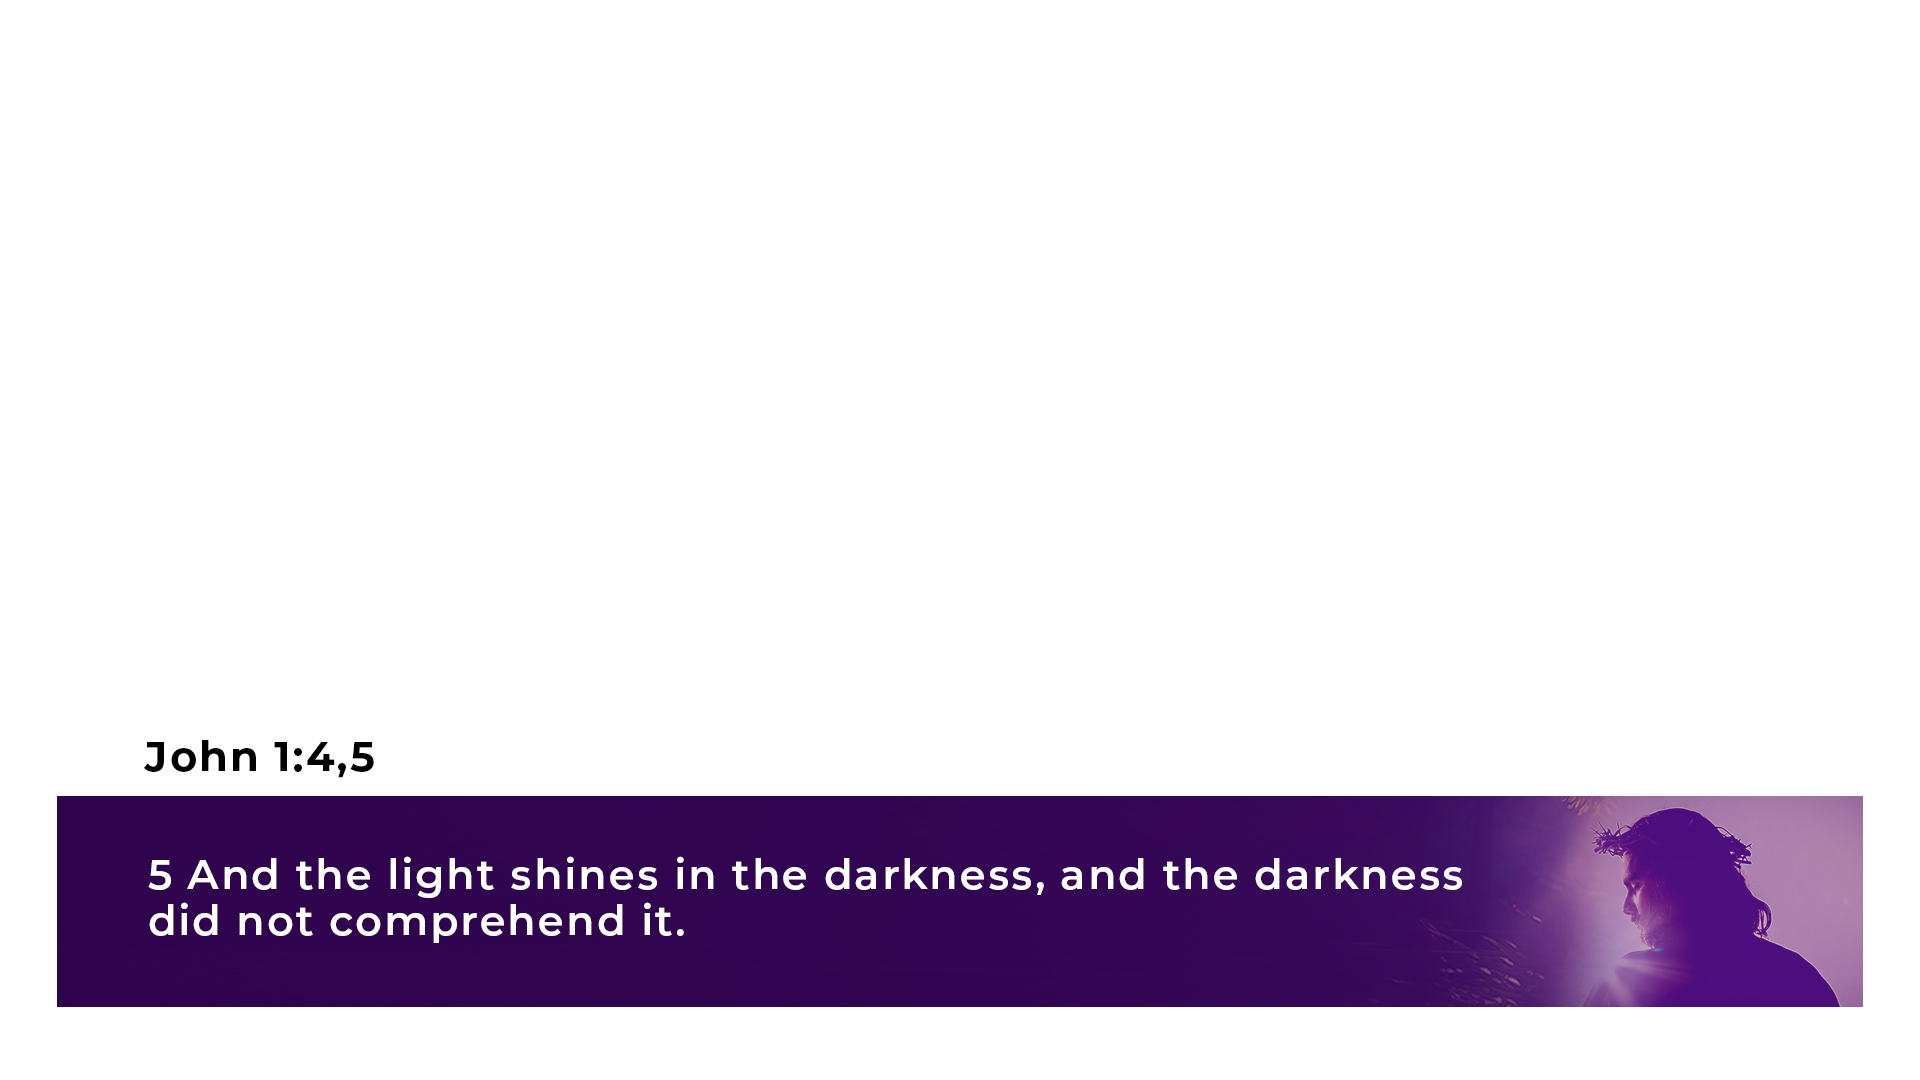 John 1:4,5
5 And the light shines in the darkness, and the darkness
did not comprehend it.